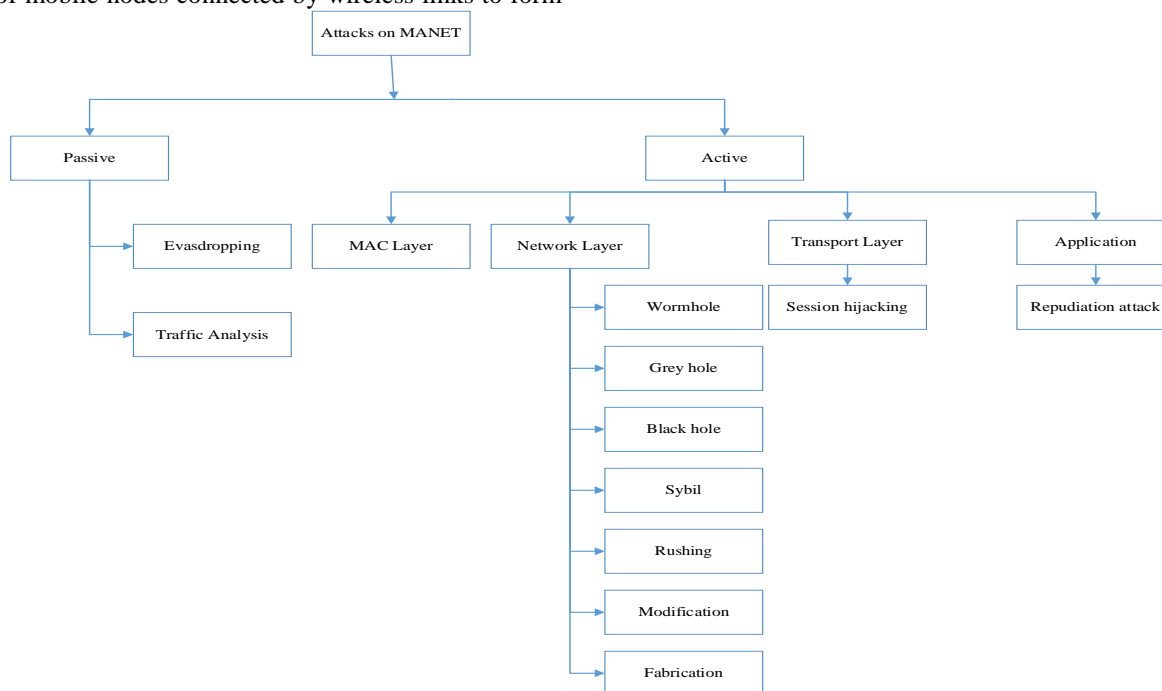 of mobile nodes connected by wireless links to form
Attacks on MANET
Passive
Active
Evasdropping
MAC Layer
Network Layer
Transport Layer
Application
Wormhole
Session hijacking
Repudiation attack
Traffic Analysis
Grey hole
Black hole
Sybil
Rushing
Modification
Fabrication